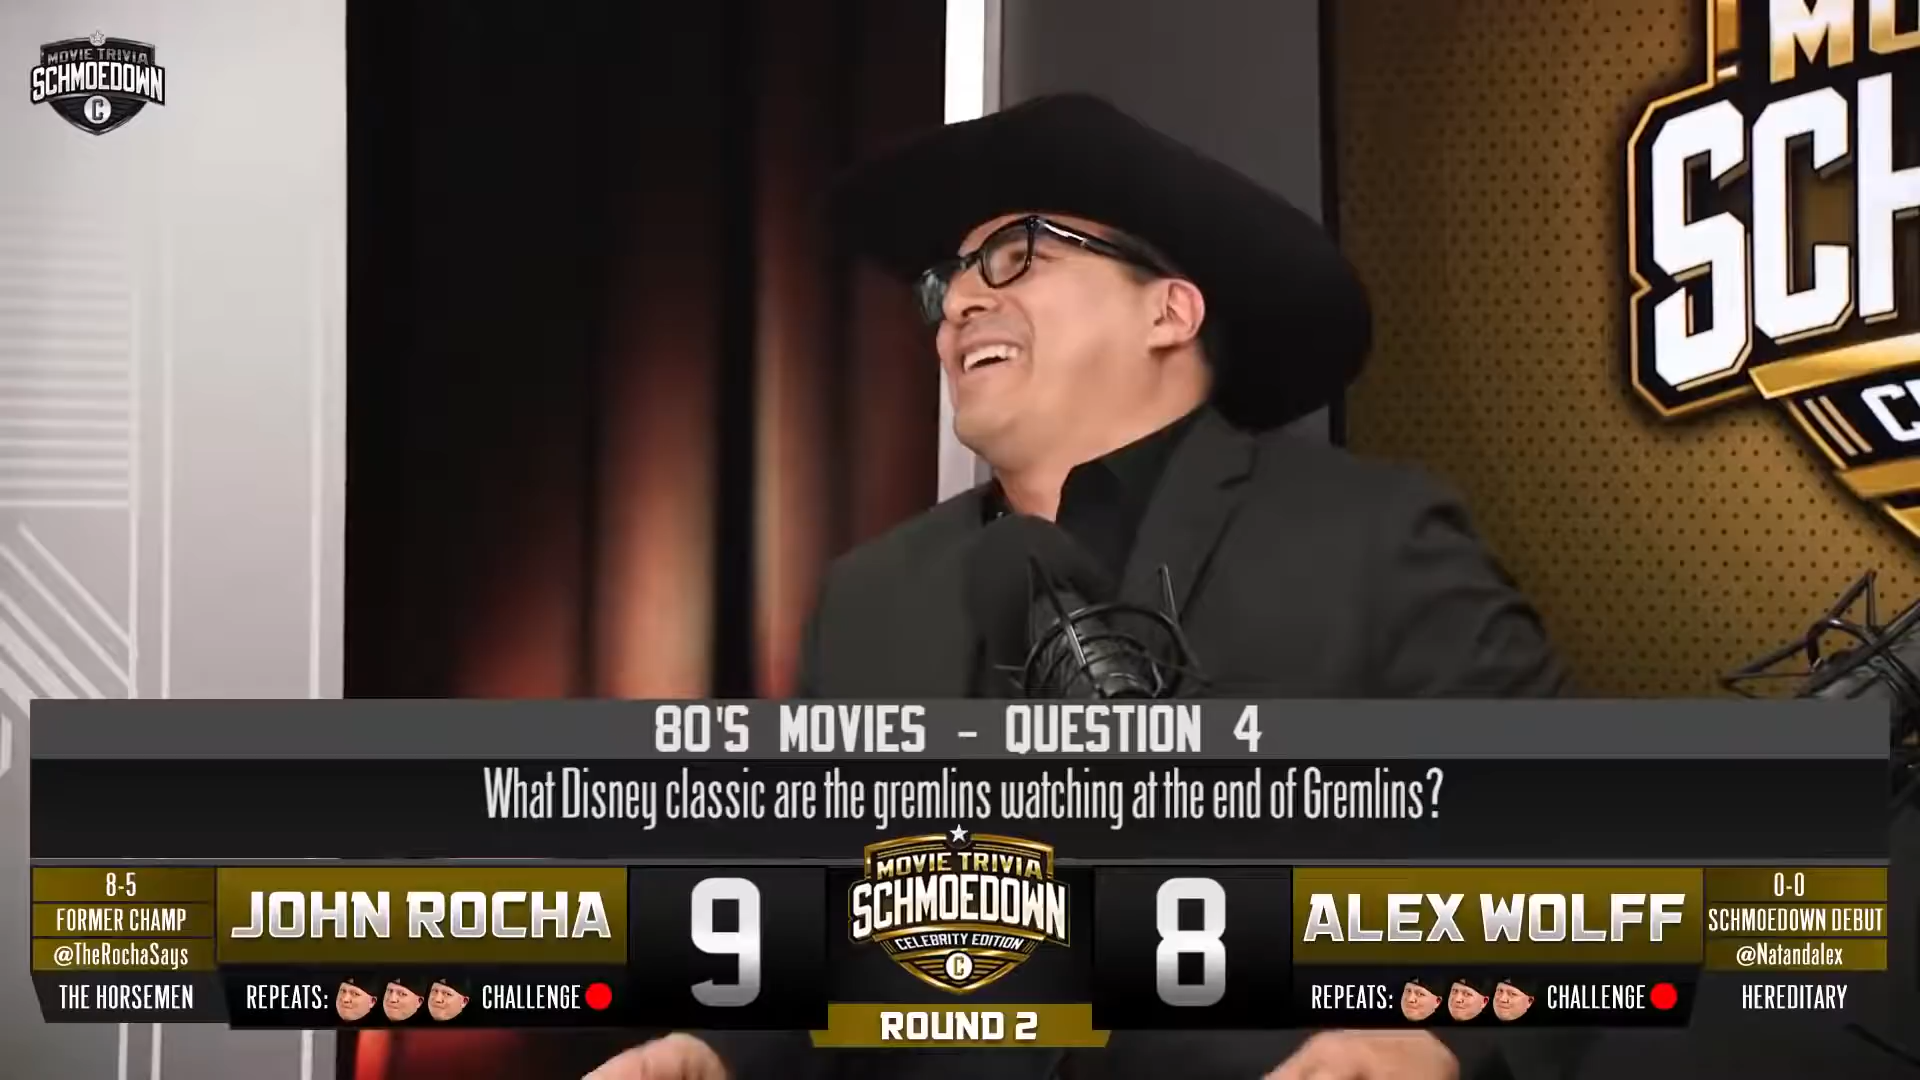 MOVIE TRIVIA
SCHMOEDOWN
C
80'S MOVIES - QUESTION 4
What Disney classic are the gremlins watching at the end of Gremlins?
8-5
FORMER CHAMP
@TheRochaSays
THE HORSEMEN
JOHN ROCHA
REPEATS:
CHALLENGE
9
MOVIE TRIVIA
SCHMOEDOWN
CELEBRITY EDITION
C
ROUND 2
8
ALEX WOLFF
REPEATS:
CHALLENGE
0-0
SCHMOEDOWN DEBUT
@Natandalex
HEREDITARY